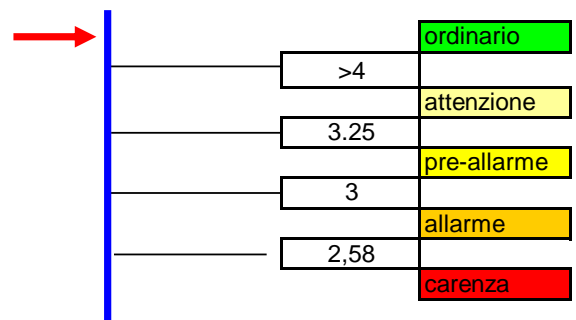 ordinario
>4
attenzione
3.25
pre-allarme
3
allarme
2,58
carenza